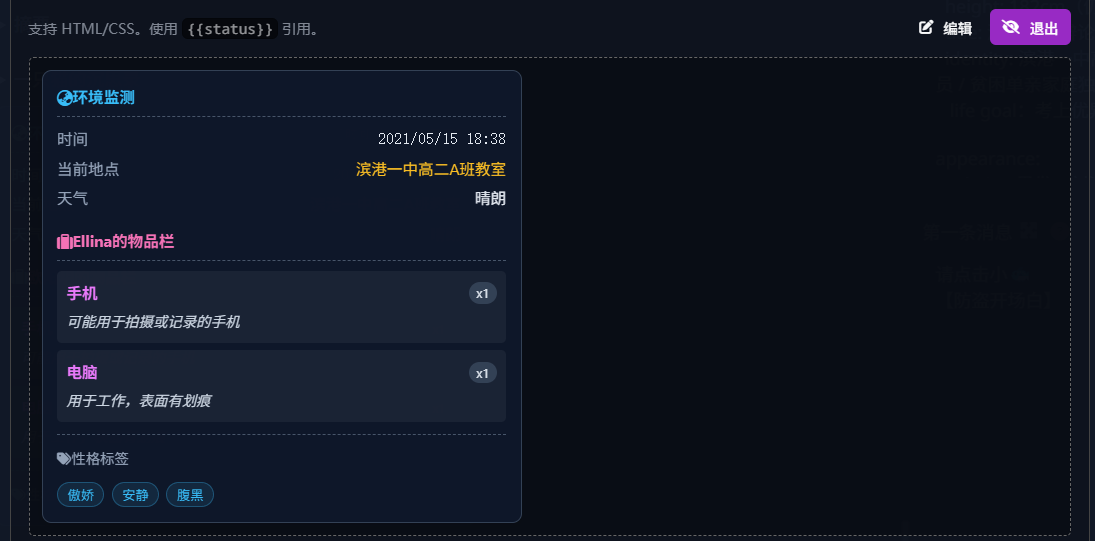 支持 HTML/CSS。使用 {{status}} 引用。
编辑 退出
环境监测
时间 2021/05/15 18:38
当前地点 滨港一中高二A班教室
天气 晴朗
Ellina的物品栏
手机 x1
可能用于拍摄或记录的手机
电脑 x1
用于工作，表面有划痕
性格标签
傲娇 安静 腹黑